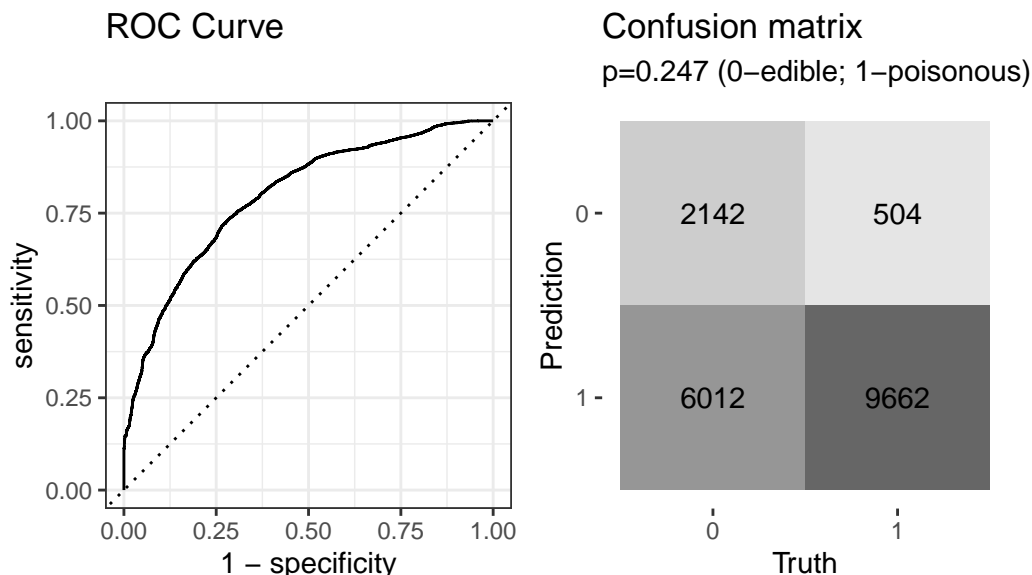 ROC Curve
1.00
0.75
0.50
0.25
0.00
sensitivity
0.00 0.25 0.50 0.75 1.00
1 − specificity
Confusion matrix
p=0.247 (0−edible; 1−poisonous)
Prediction
0
2142 504
1
6012 9662
0 1
Truth